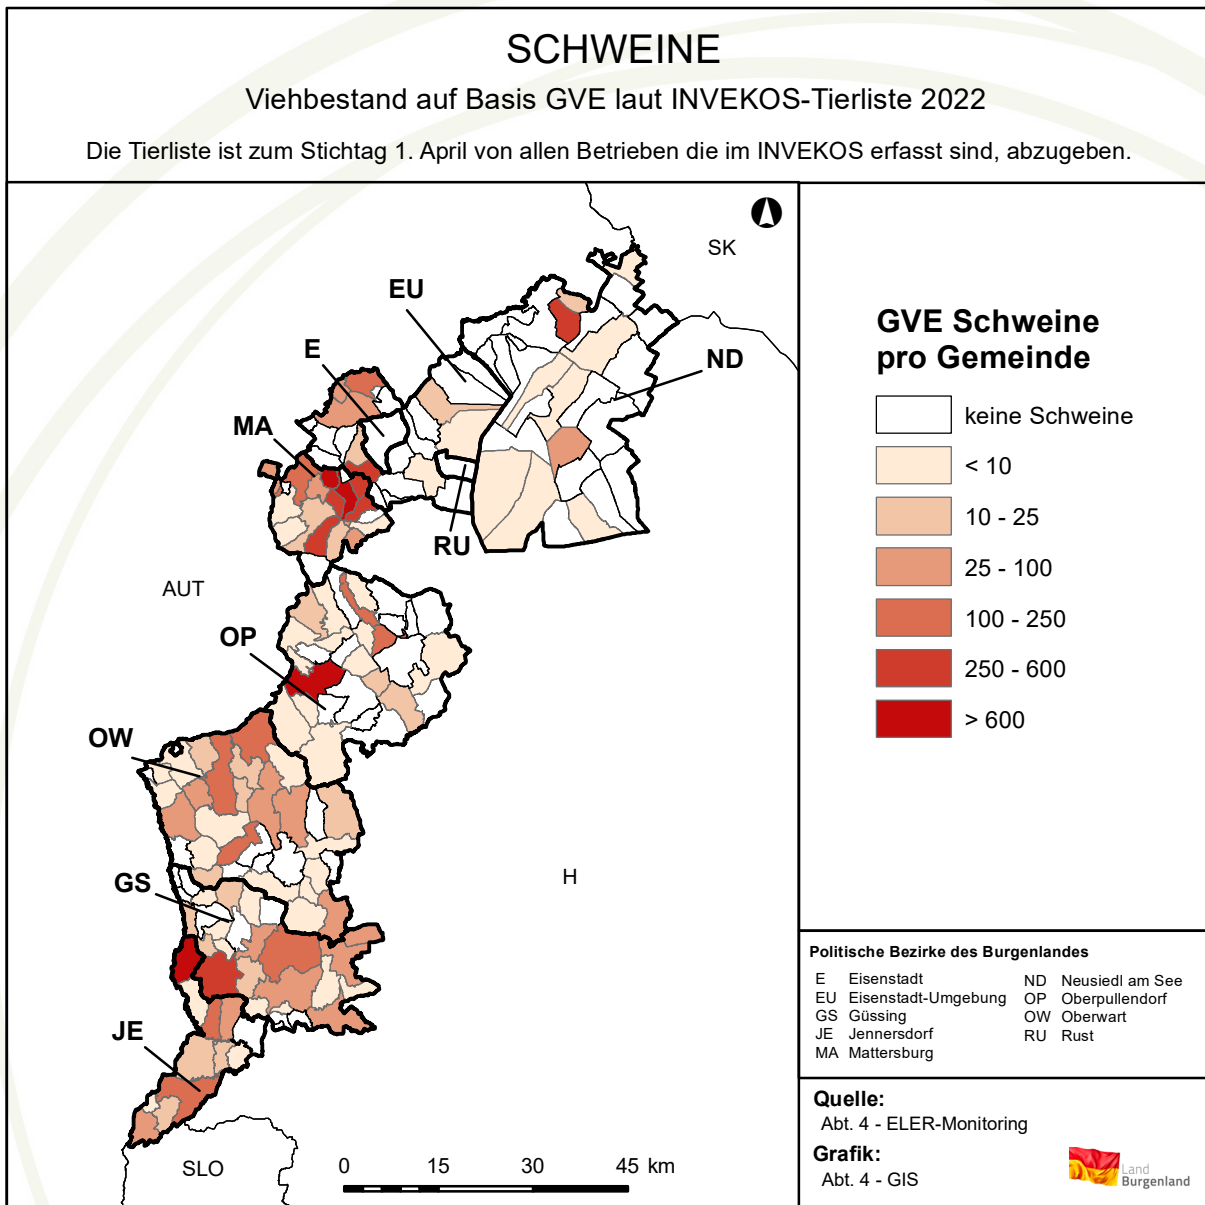 SCHWEINE
Viehbestand auf Basis GVE laut INVEKOS-Tierliste 2022
Die Tierliste ist zum Stichtag 1. April von allen Betrieben die im INVEKOS erfasst sind, abzugeben.
SK
EU
E
ND
MA
RU
AUT
OP
OW
GS
H
JE
SLO
0 15 30 45 km
GVE Schweine
pro Gemeinde
keine Schweine
< 10
10 - 25
25 - 100
100 - 250
250 - 600
> 600
Politische Bezirke des Burgenlandes
E Eisenstadt
EU Eisenstadt-Umgebung
GS Güssing
JE Jennersdorf
MA Mattersburg
ND Neusiedl am See
OP Oberpullendorf
OW Oberwart
RU Rust
Quelle:
Abt. 4 - ELER-Monitoring
Grafik:
Abt. 4 - GIS
Land
Burgenland